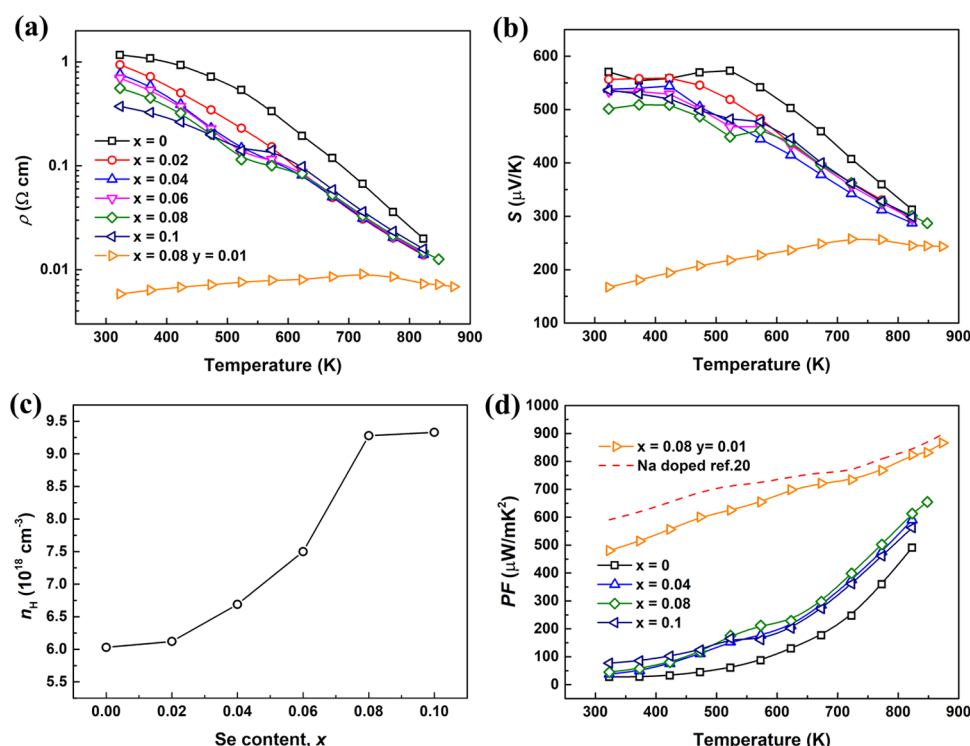 (a)
1
0.1
0.01
ρ (Ω cm)
x = 0
x = 0.02
x = 0.04
x = 0.06
x = 0.08
x = 0.1
x = 0.08 y = 0.01
300 400 500 600 700 800 900
Temperature (K)
(b)
600
500
400
300
200
100
S (μV/K)
300 400 500 600 700 800 900
Temperature (K)
(c)
9.5
9.0
8.5
8.0
7.5
7.0
6.5
6.0
5.5
nH (10¹⁸ cm⁻³)
0.00 0.02 0.04 0.06 0.08 0.10
Se content, x
(d)
1000
900
800
700
600
500
400
300
200
100
0
PF (μW/mK²)
x = 0.08 y= 0.01
Na doped ref.20
x = 0
x = 0.04
x = 0.08
x = 0.1
300 400 500 600 700 800 900
Temperature (K)